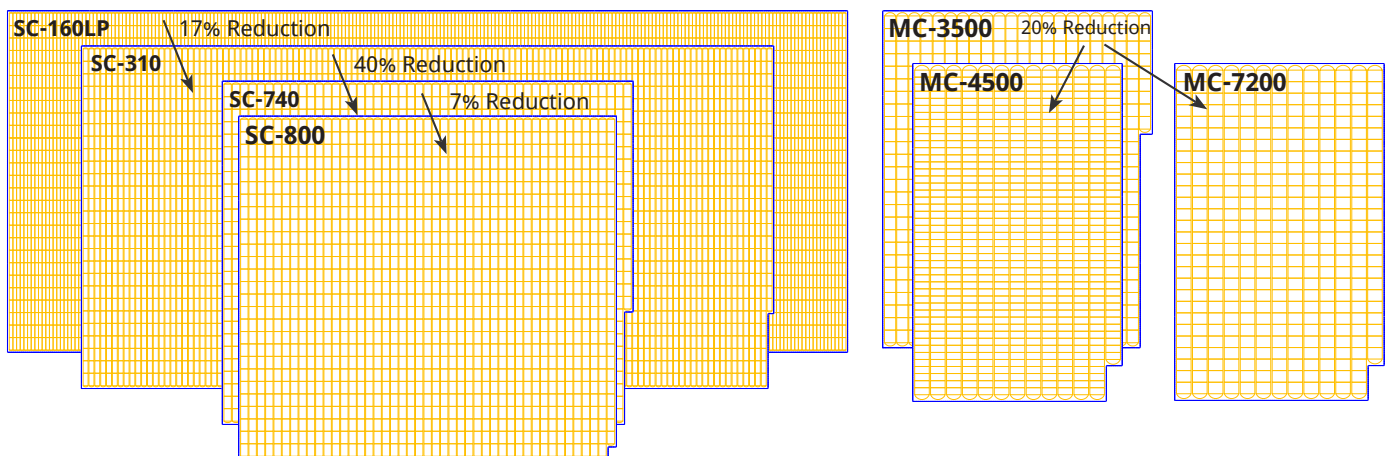 SC-160LP
17% Reduction
SC-310
40% Reduction
SC-740
7% Reduction
SC-800
MC-3500
20% Reduction
MC-4500
MC-7200